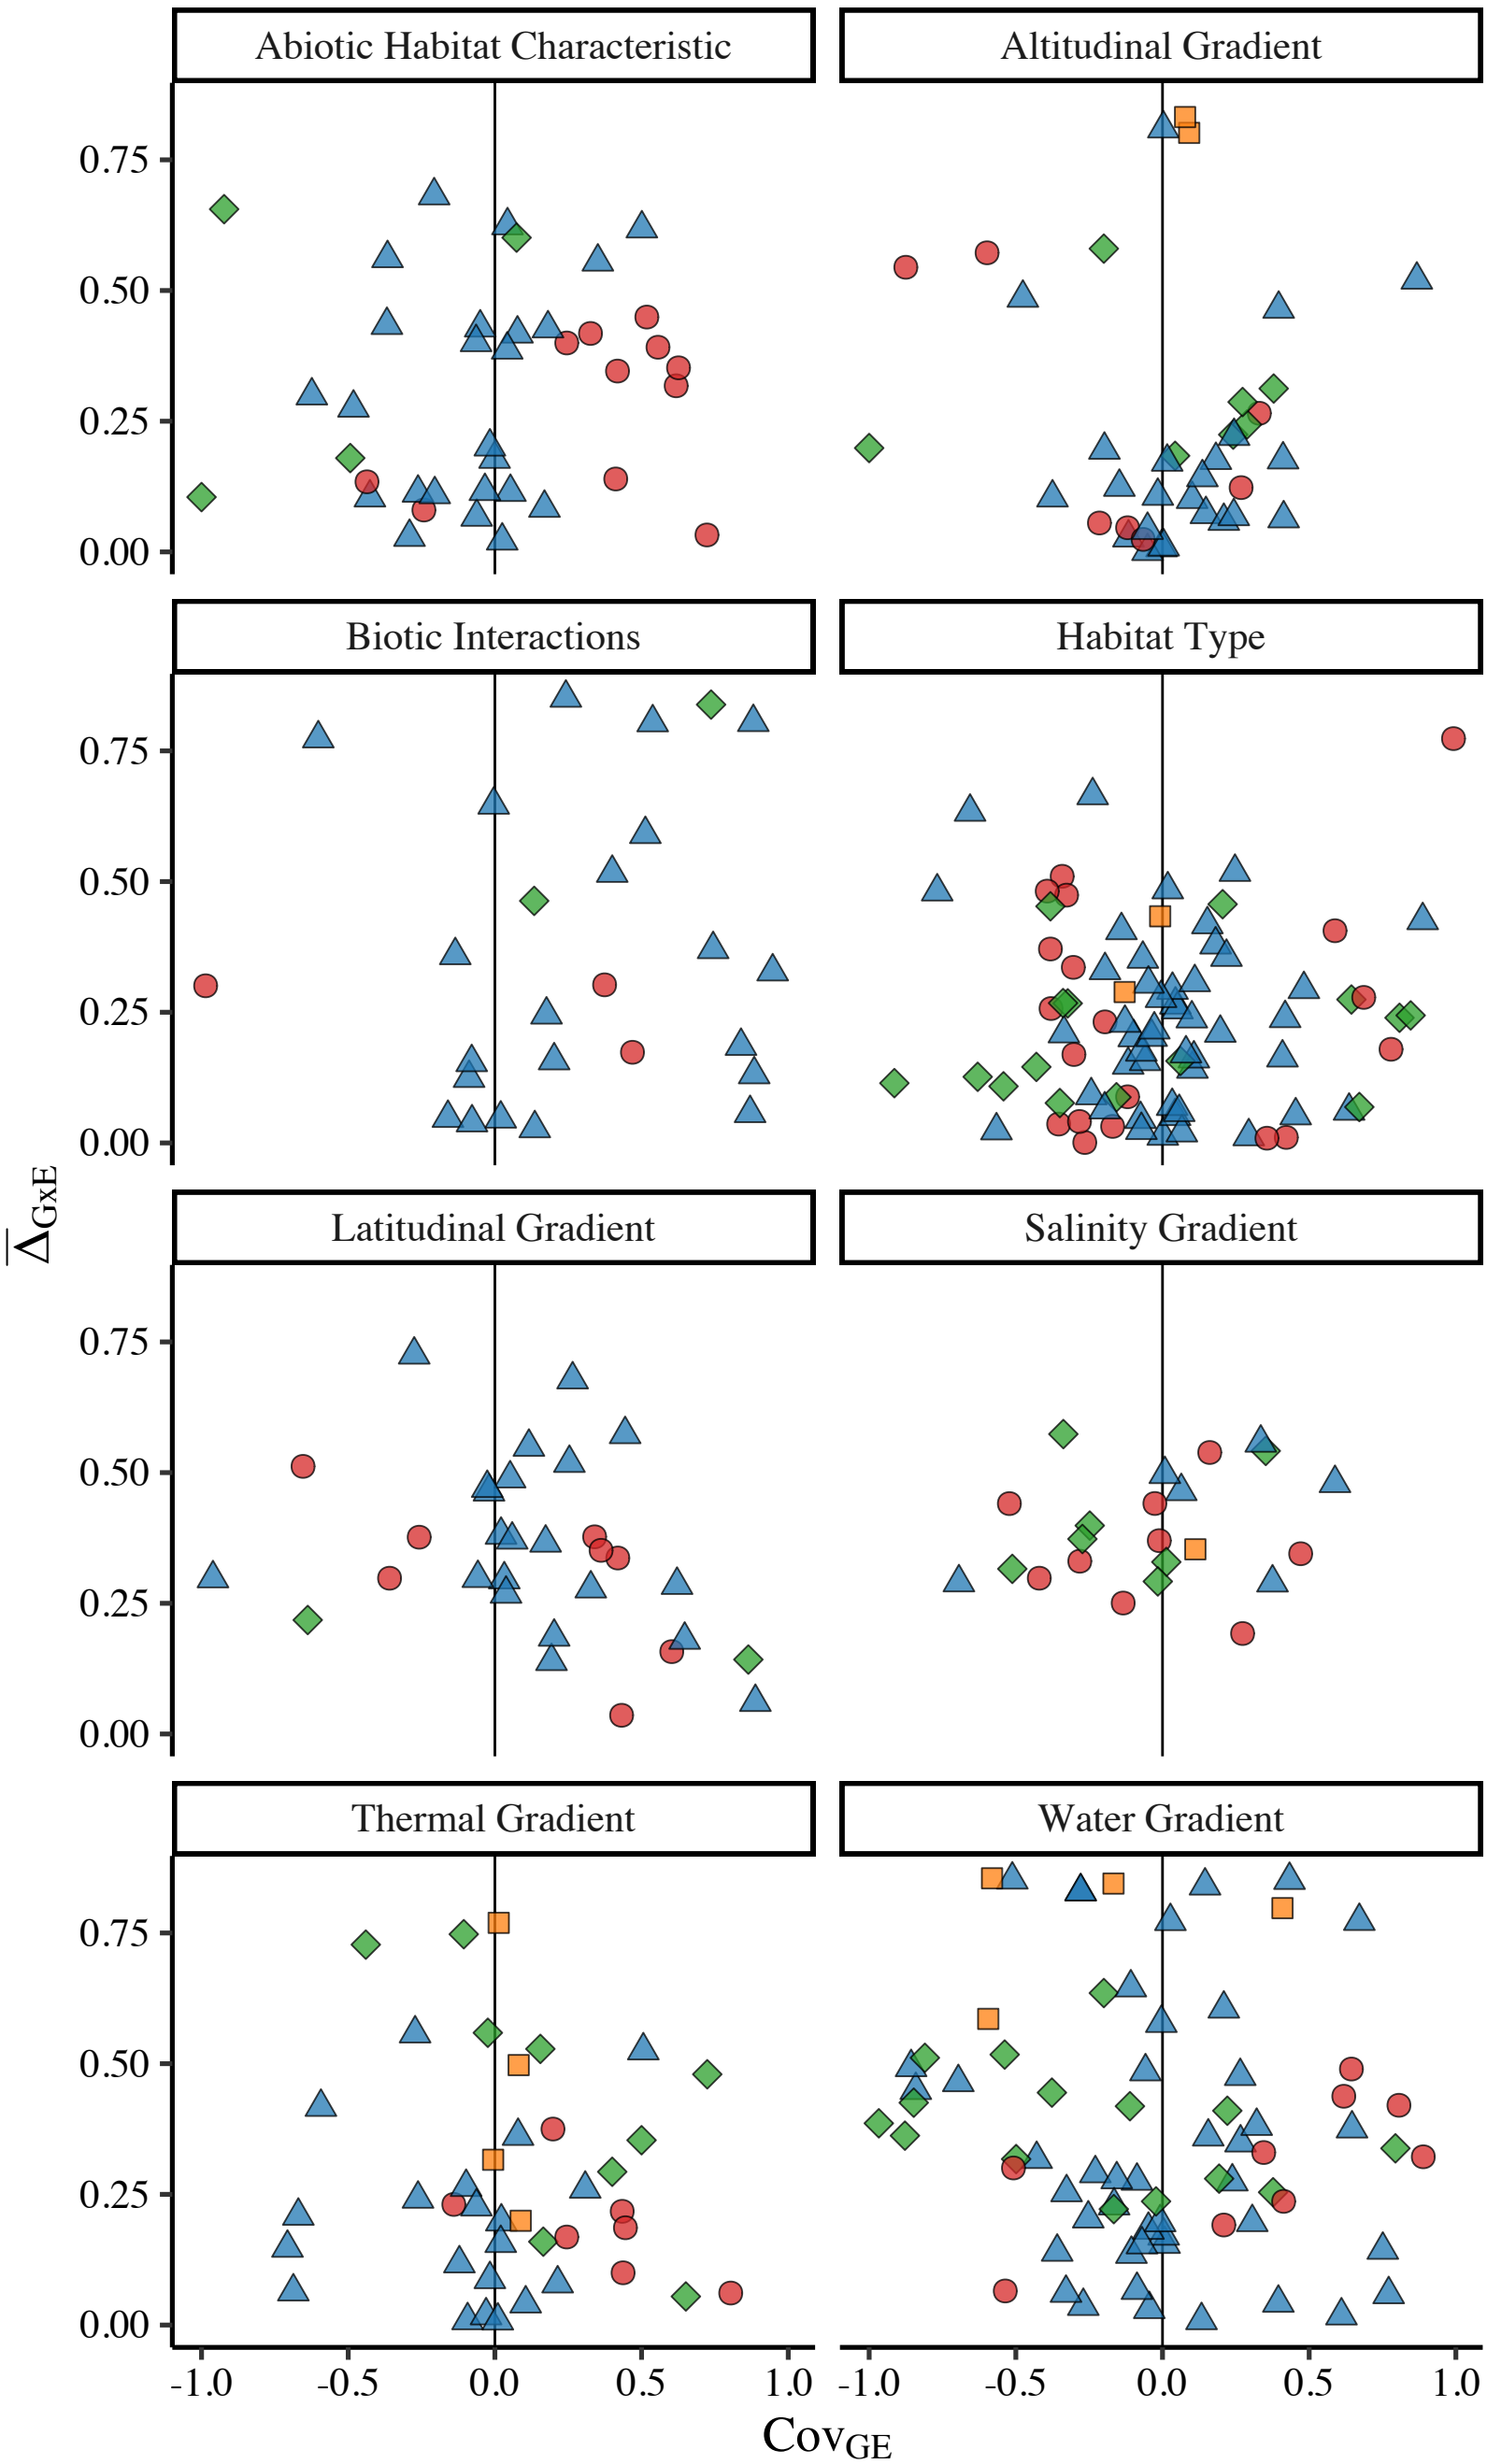 Abiotic Habitat Characteristic
Altitudinal Gradient
0.75
0.50
0.25
0.00
Biotic Interactions
Habitat Type
0.75
0.50
0.25
0.00
Δ̅GxE
Latitudinal Gradient
Salinity Gradient
0.75
0.50
0.25
0.00
Thermal Gradient
Water Gradient
0.75
0.50
0.25
0.00
-1.0 -0.5 0.0 0.5 1.0 -1.0 -0.5 0.0 0.5 1.0
CovGE